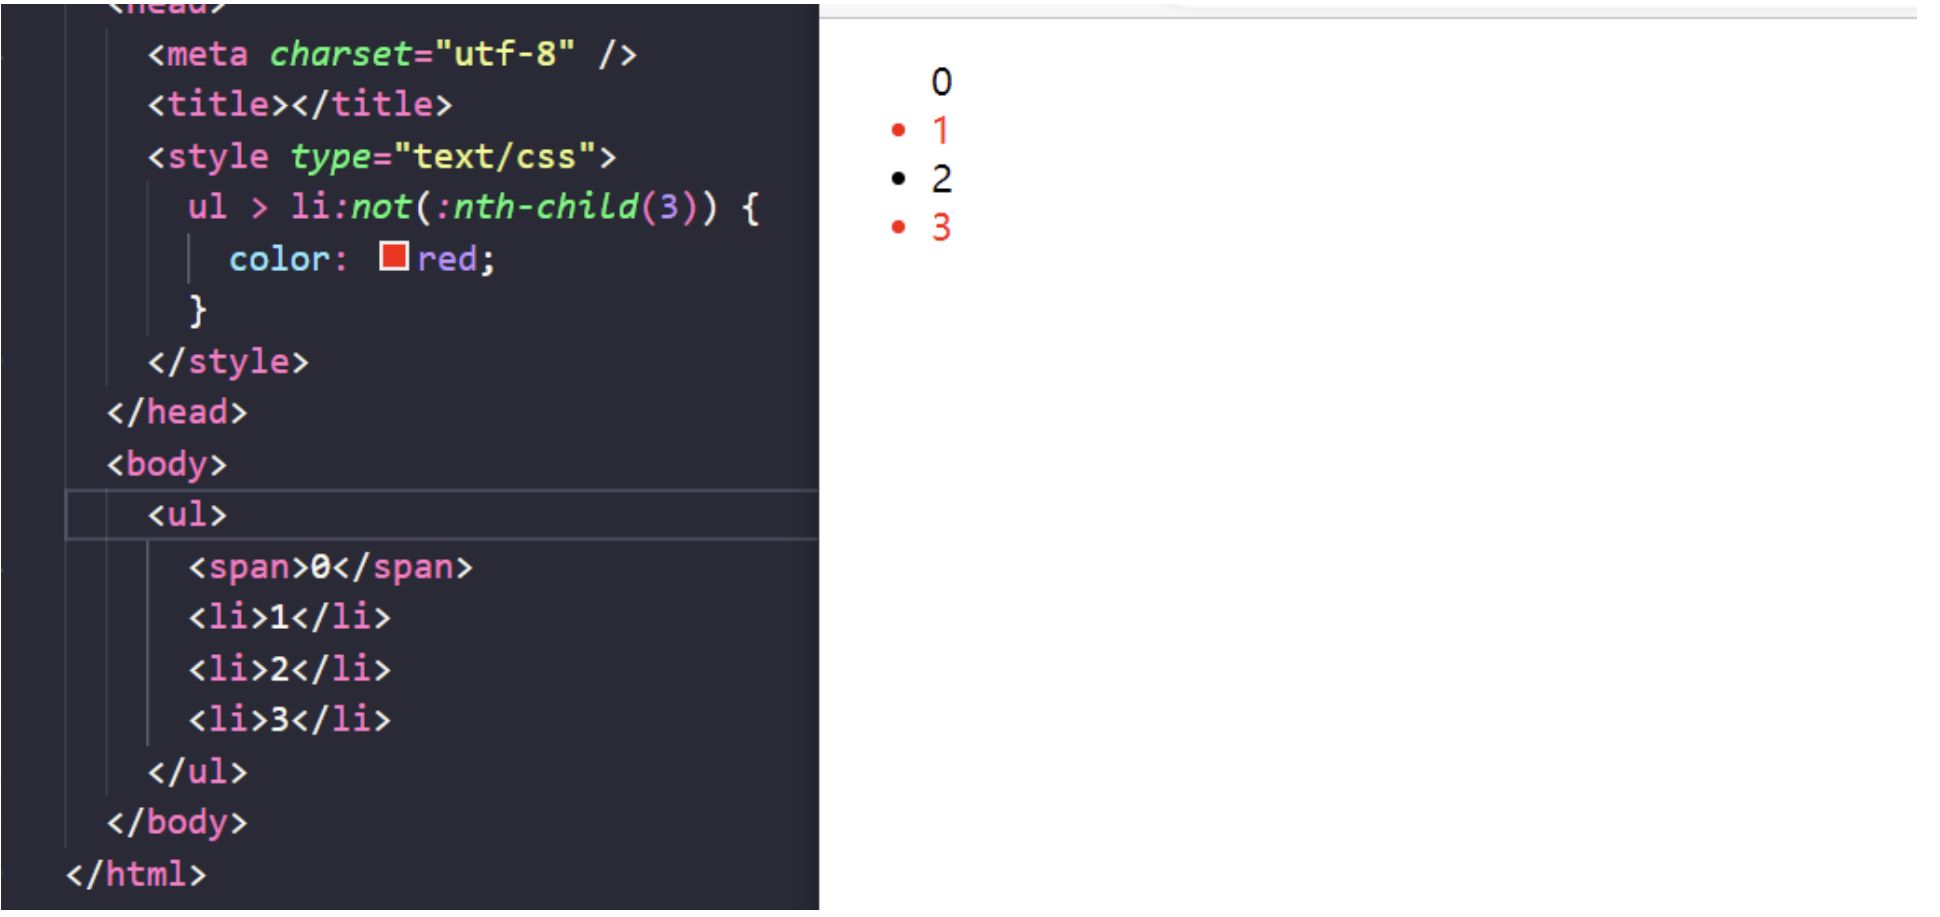 <head>
<meta charset="utf-8" />
<title></title>
<style type="text/css">
ul > li:not(:nth-child(3)) {
color: red;
}
</style>
</head>
<body>
<ul>
<span>0</span>
<li>1</li>
<li>2</li>
<li>3</li>
</ul>
</body>
</html>
0
• 1
• 2
• 3